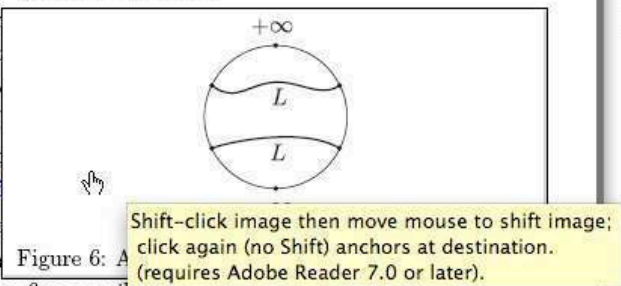 +∞
L
L
Shift-click image then move mouse to shift image;
click again (no Shift) anchors at destination.
(requires Adobe Reader 7.0 or later).
Figure 6: A